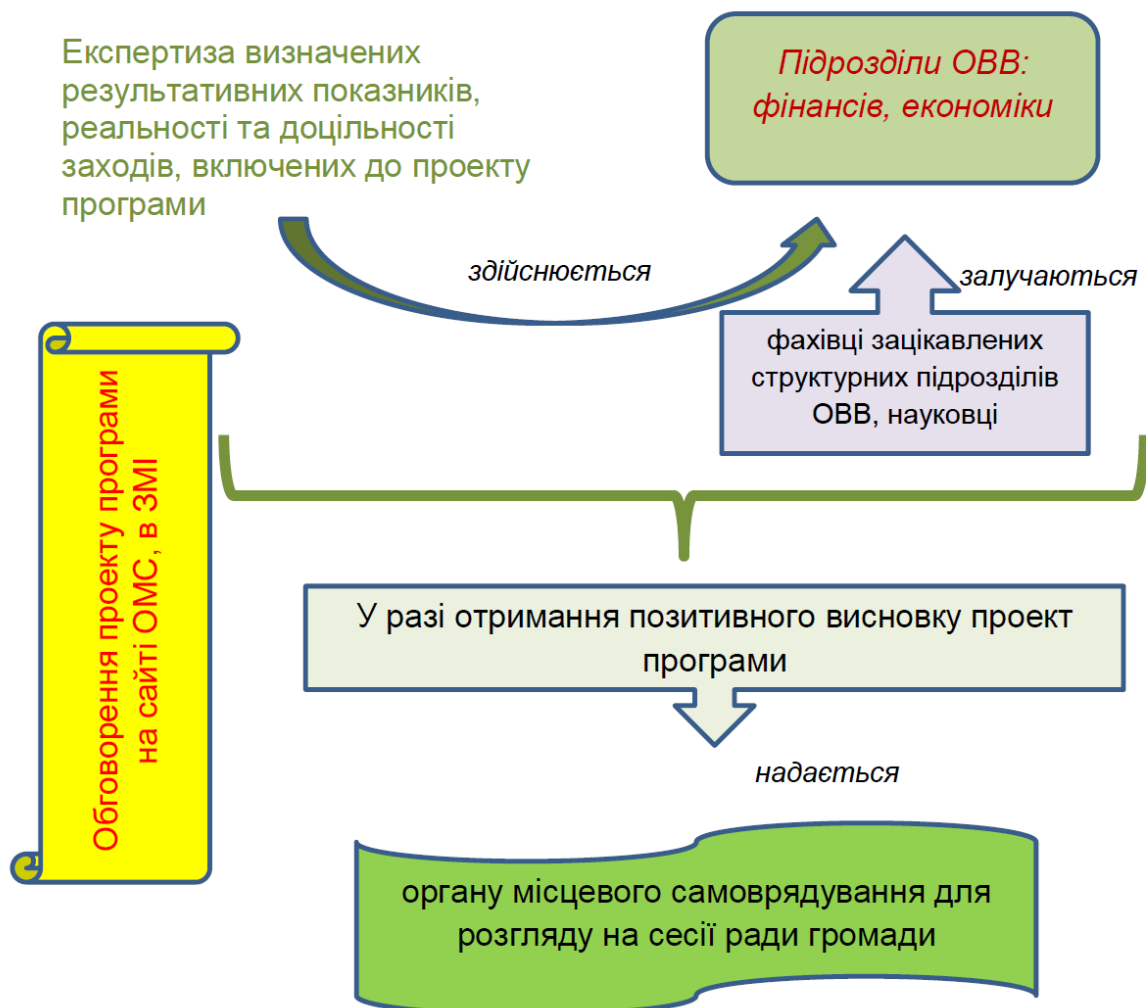 Експертиза визначених
результативних показників,
реальності та доцільності
заходів, включених до проекту
програми
Підрозділи ОВВ:
фінансів, економіки
здійснюється
залучаються
фахівці зацікавлених
структурних підрозділів
ОВВ, науковці
Обговорення проекту програми
на сайті ОМС, в ЗМІ
У разі отримання позитивного висновку проект
програми
надається
органу місцевого самоврядування для
розгляду на сесії ради громади